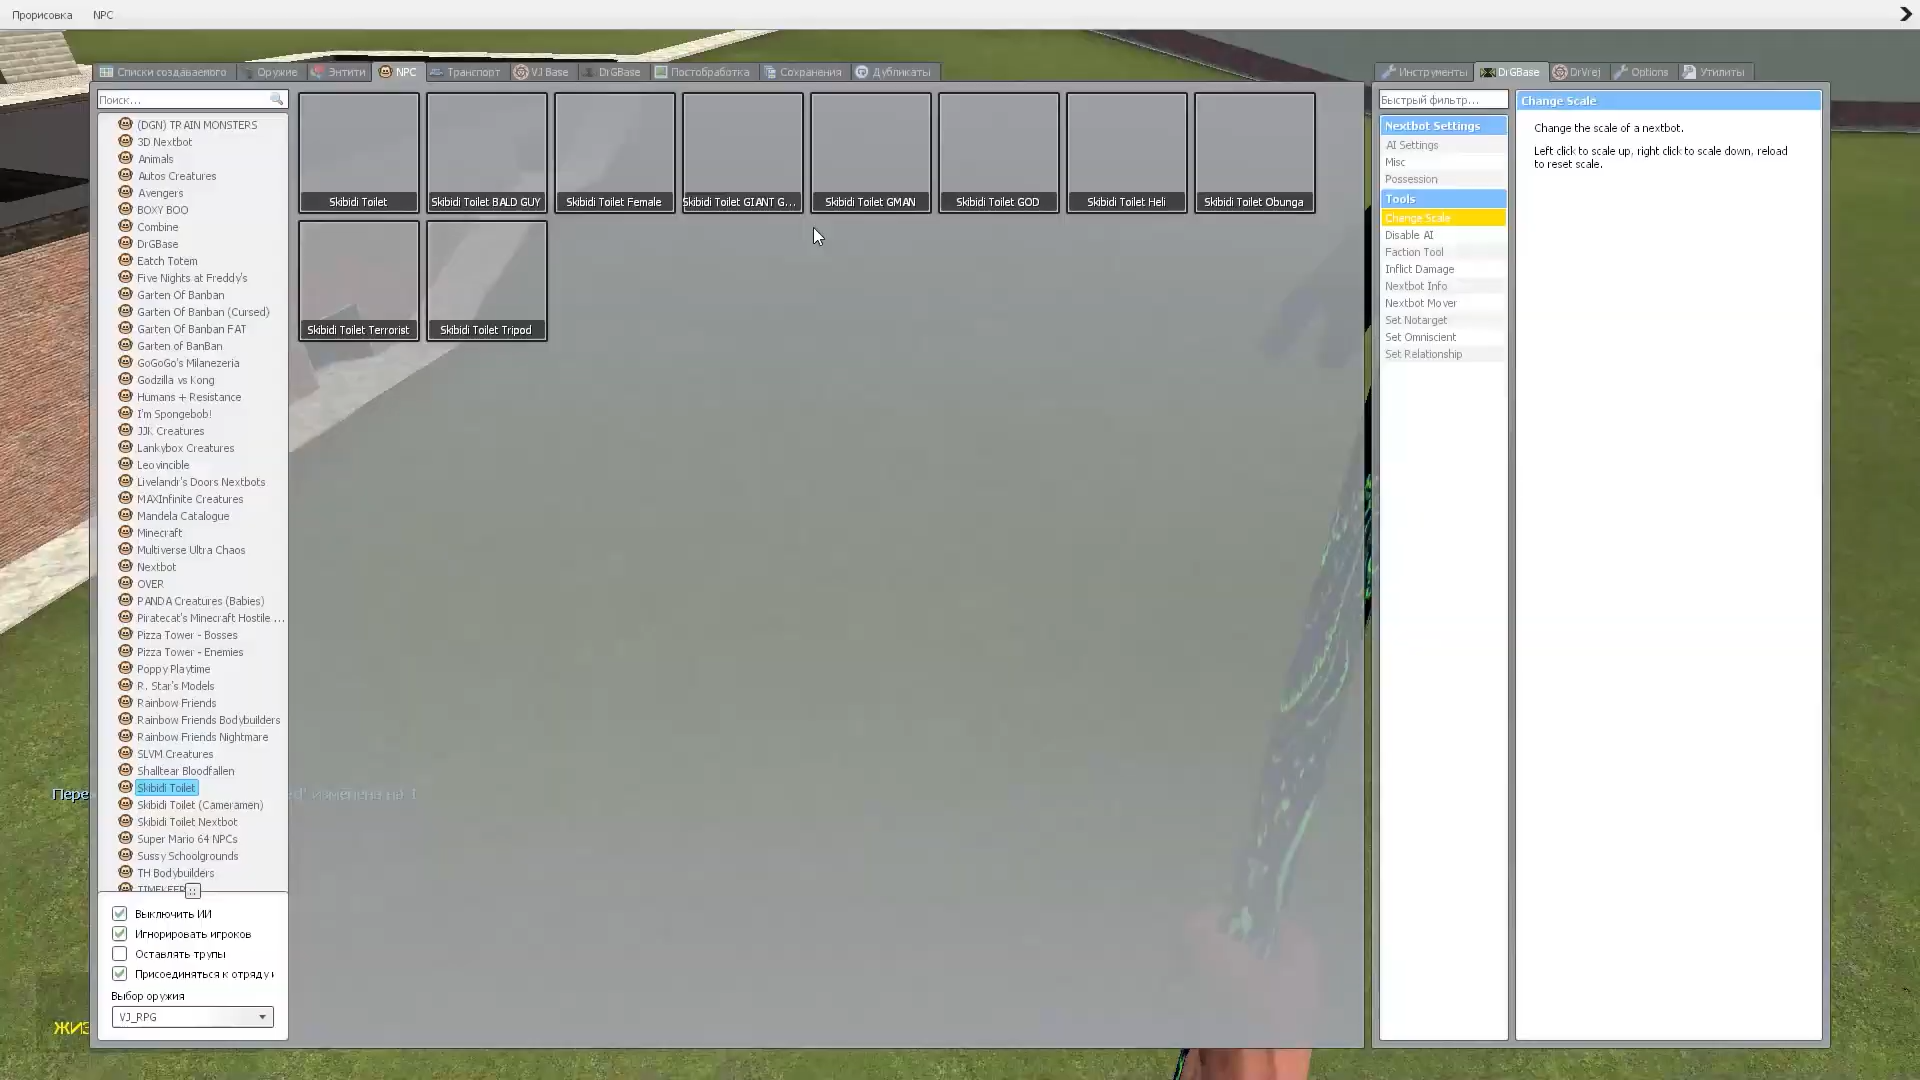 Прорисовка NPC
Списки создаваемого Оружие Энтити NPC Транспорт VJ Base DrGBase Постобработка Сохранения Дубликаты
Поиск...
(DGN) TRAIN MONSTERS
3D Nextbot
Animals
Autos Creatures
Avengers
BOXY BOO
Combine
DrGBase
Eatch Totem
Five Nights at Freddy's
Garten Of Banban
Garten Of Banban (Cursed)
Garten Of Banban FAT
Garten of BanBan
GoGoGo's Milanezeria
Godzilla vs Kong
Humans + Resistance
I'm Spongebob!
JJK Creatures
Lankybox Creatures
Leovincible
Livelandr's Doors Nextbots
MAXInfinite Creatures
Mandela Catalogue
Minecraft
Multiverse Ultra Chaos
Nextbot
OVER
PANDA Creatures (Babies)
Piratecat's Minecraft Hostile ...
Pizza Tower - Bosses
Pizza Tower - Enemies
Poppy Playtime
R. Star's Models
Rainbow Friends
Rainbow Friends Bodybuilders
Rainbow Friends Nightmare
SLVM Creatures
Shalltear Bloodfallen
Skibidi Toilet
Skibidi Toilet (Cameramen)
Skibidi Toilet Nextbot
Super Mario 64 NPCs
Sussy Schoolgrounds
TH Bodybuilders
Выключить ИИ
Игнорировать игроков
Оставлять трупы
Присоединяться к отряду
Выбор оружия
VJ_RPG
Skibidi Toilet
Skibidi Toilet BALD GUY
Skibidi Toilet Female
Skibidi Toilet GIANT G...
Skibidi Toilet GMAN
Skibidi Toilet GOD
Skibidi Toilet Heli
Skibidi Toilet Obunga
Skibidi Toilet Terrorist
Skibidi Toilet Tripod
Пере ed' изменена на 1
ЖИЗ
Инструменты DrGBase DrVrej Options Утилиты
Быстрый фильтр...
Nextbot Settings
AI Settings
Misc
Possession
Tools
Change Scale
Disable AI
Faction Tool
Inflict Damage
Nextbot Info
Nextbot Mover
Set Notarget
Set Omniscient
Set Relationship
Change Scale
Change the scale of a nextbot.
Left click to scale up, right click to scale down, reload
to reset scale.